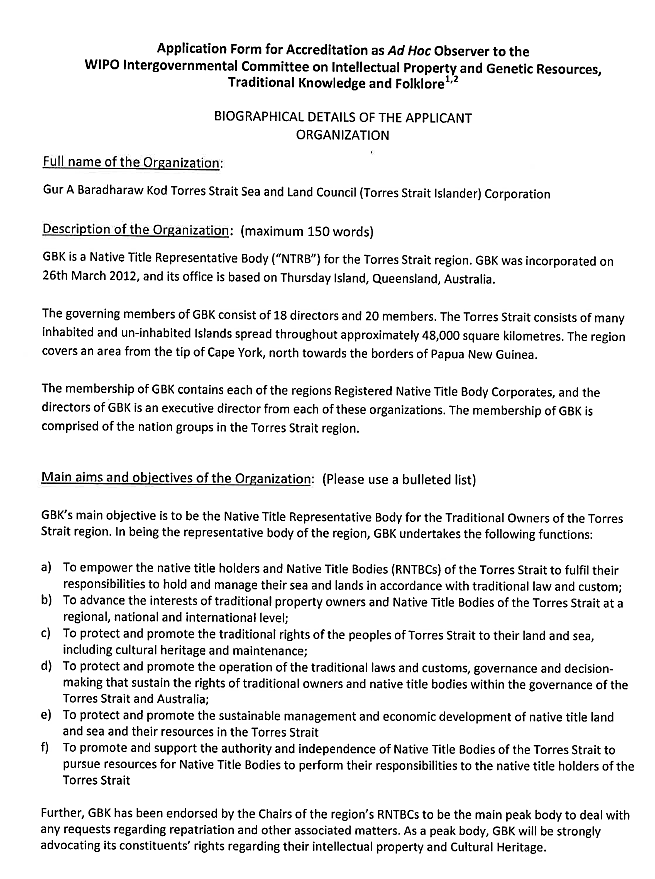 Application Form for Accreditation as Ad Hoc Observer to the
WIPO Intergovernmental Committee on Intellectual Property and Genetic Resources,
Traditional Knowledge and Folklore1,2
BIOGRAPHICAL DETAILS OF THE APPLICANT
ORGANIZATION
Full name of the Organization:
Gur A Baradharaw Kod Torres Strait Sea and Land Council (Torres Strait Islander) Corporation
Description of the Organization: (maximum 150 words)
GBK is a Native Title Representative Body ("NTRB") for the Torres Strait region. GBK was incorporated on
26th March 2012, and its office is based on Thursday Island, Queensland, Australia.
The governing members of GBK consist of 18 directors and 20 members. The Torres Strait consists of many
inhabited and un-inhabited Islands spread throughout approximately 48,000 square kilometres. The region
covers an area from the tip of Cape York, north towards the borders of Papua New Guinea.
The membership of GBK contains each of the regions Registered Native Title Body Corporates, and the
directors of GBK is an executive director from each of these organizations. The membership of GBK is
comprised of the nation groups in the Torres Strait region.
Main aims and objectives of the Organization: (Please use a bulleted list)
GBK's main objective is to be the Native Title Representative Body for the Traditional Owners of the Torres
Strait region. In being the representative body of the region, GBK undertakes the following functions:
a) To empower the native title holders and Native Title Bodies (RNTBCs) of the Torres Strait to fulfil their
responsibilities to hold and manage their sea and lands in accordance with traditional law and custom;
b) To advance the interests of traditional property owners and Native Title Bodies of the Torres Strait at a
regional, national and international level;
c) To protect and promote the traditional rights of the peoples of Torres Strait to their land and sea,
including cultural heritage and maintenance;
d) To protect and promote the operation of the traditional laws and customs, governance and decision-
making that sustain the rights of traditional owners and native title bodies within the governance of the
Torres Strait and Australia;
e) To protect and promote the sustainable management and economic development of native title land
and sea and their resources in the Torres Strait
f) To promote and support the authority and independence of Native Title Bodies of the Torres Strait to
pursue resources for Native Title Bodies to perform their responsibilities to the native title holders of the
Torres Strait
Further, GBK has been endorsed by the Chairs of the region's RNTBCs to be the main peak body to deal with
any requests regarding repatriation and other associated matters. As a peak body, GBK will be strongly
advocating its constituents' rights regarding their intellectual property and Cultural Heritage.